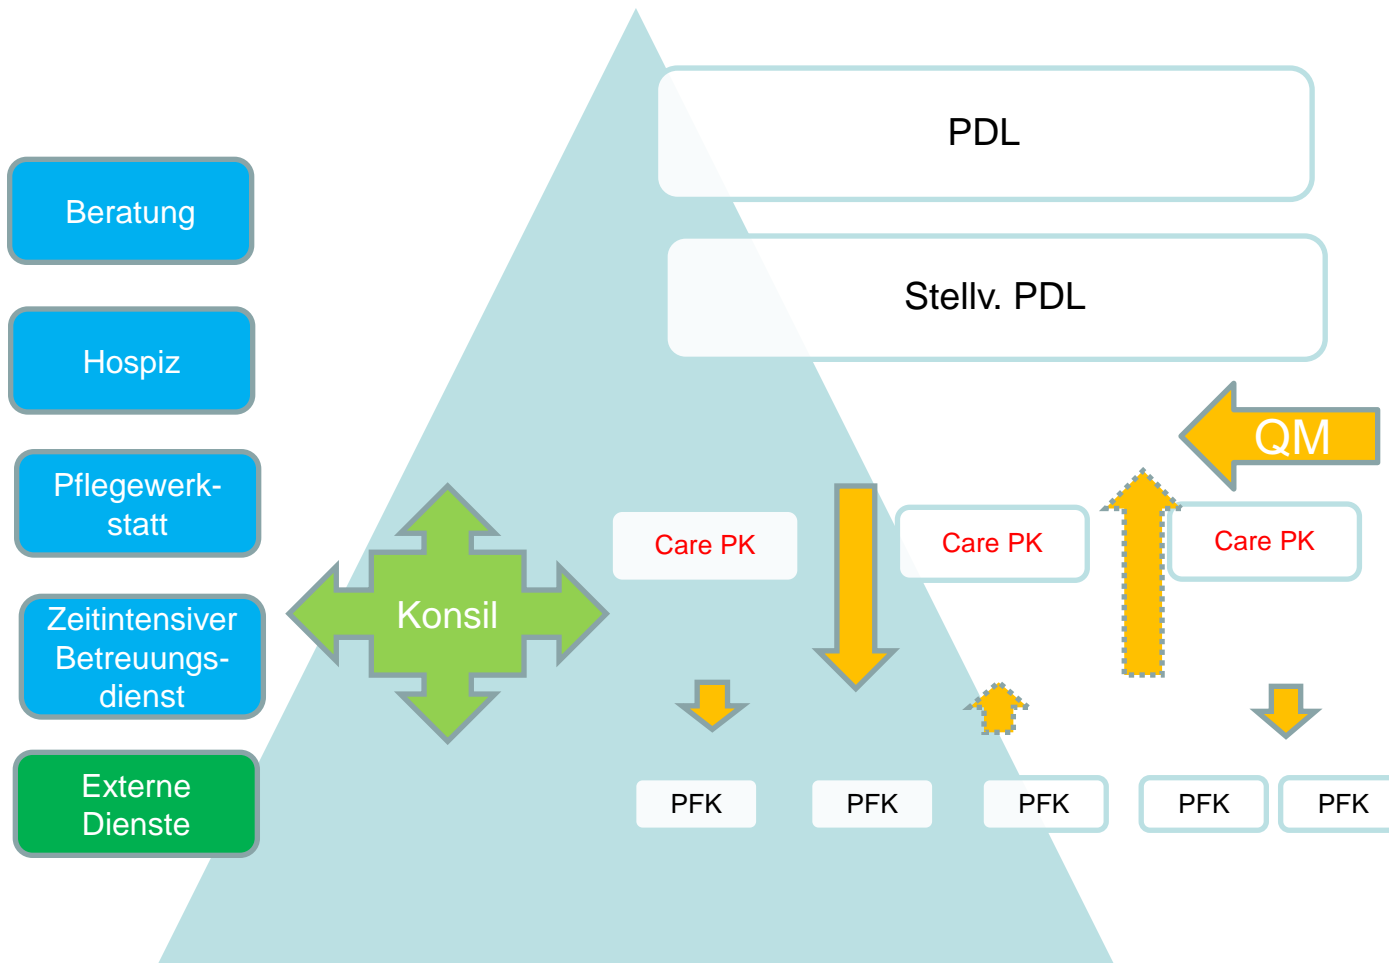 PDL
Stellv. PDL
Beratung
Hospiz
Pflegewerk-
statt
Zeitintensiver
Betreuungs-
dienst
Externe
Dienste
Konsil
QM
Care PK
Care PK
Care PK
PFK
PFK
PFK
PFK
PFK